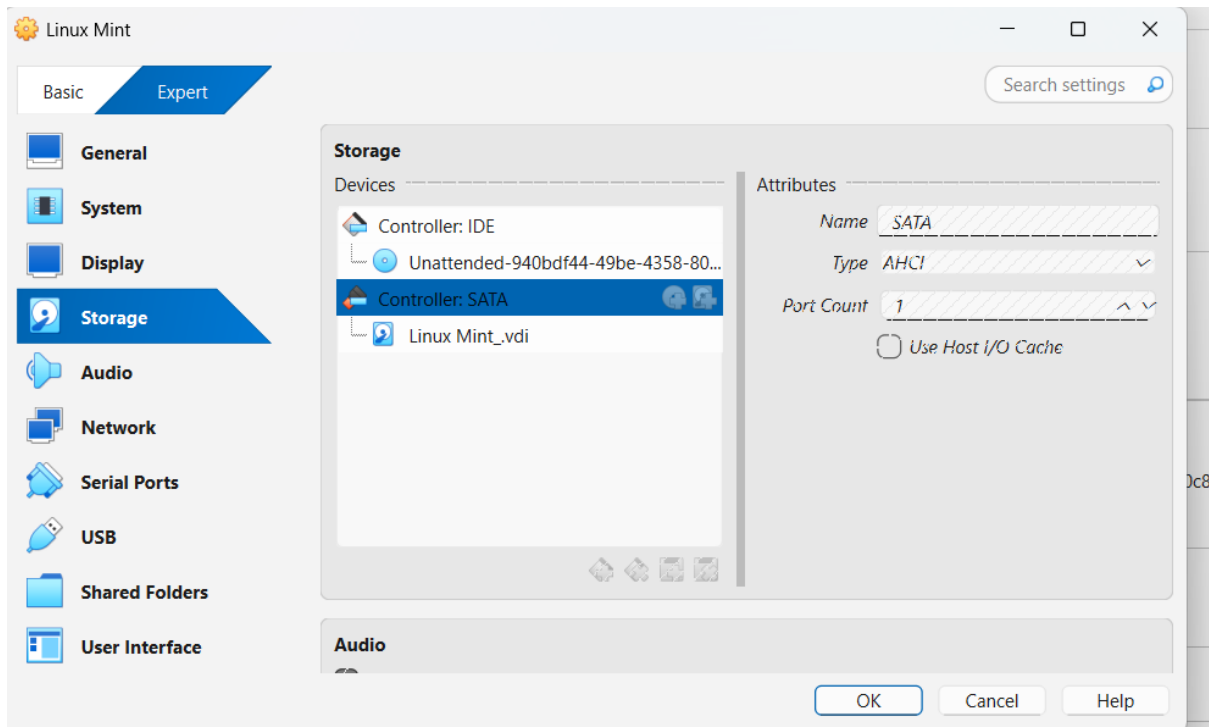 Linux Mint
Basic
Expert
Search settings
General
System
Display
Storage
Audio
Network
Serial Ports
USB
Shared Folders
User Interface
Storage
Devices
Controller: IDE
Unattended-940bdf44-49be-4358-80...
Controller: SATA
Linux Mint_.vdi
Attributes
Name SATA
Type AHCI
Port Count 1
Use Host I/O Cache
Audio
OK
Cancel
Help
0c8